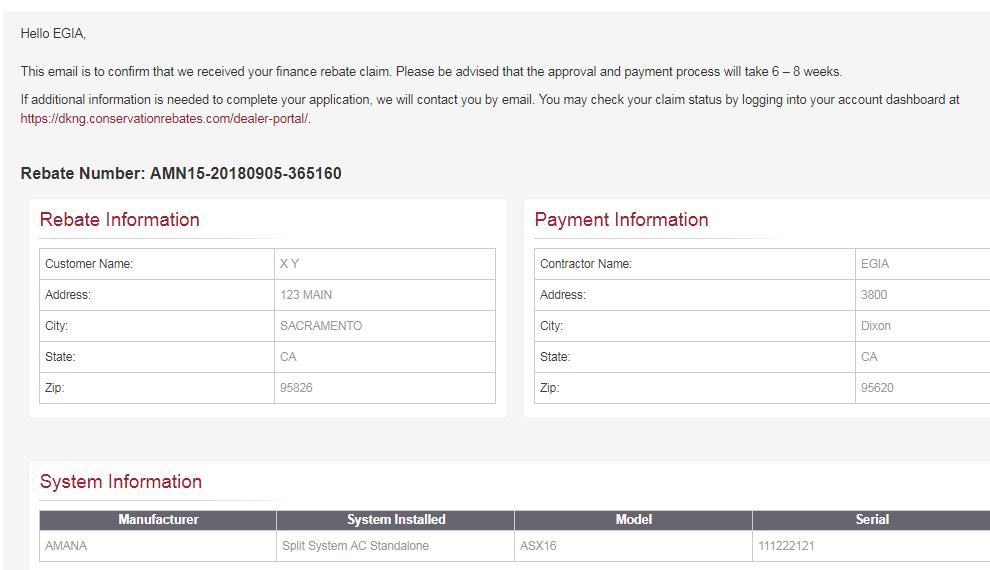 Hello EGIA,
This email is to confirm that we received your finance rebate claim. Please be advised that the approval and payment process will take 6 – 8 weeks.
If additional information is needed to complete your application, we will contact you by email. You may check your claim status by logging into your account dashboard at
https://dkng.conservationrebates.com/dealer-portal/.
Rebate Number: AMN15-20180905-365160
Rebate Information
Customer Name: X Y
Address: 123 MAIN
City: SACRAMENTO
State: CA
Zip: 95826
Payment Information
Contractor Name: EGIA
Address: 3800
City: Dixon
State: CA
Zip: 95620
System Information
Manufacturer System Installed Model Serial
AMANA Split System AC Standalone ASX16 111222121